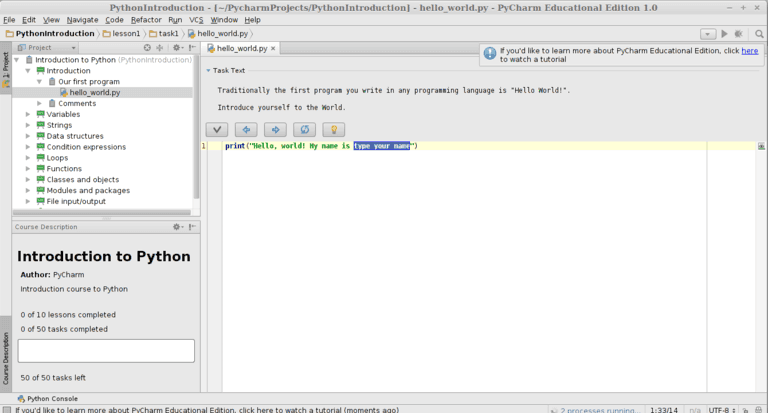 PythonIntroduction - [~/PycharmProjects/PythonIntroduction] - hello_world.py - PyCharm Educational Edition 1.0
File Edit View Navigate Code Refactor Run VCS Window Help
PythonIntroduction lesson1 task1 hello_world.py
1: Project
Project
Introduction to Python (PythonIntroduction)
Introduction
Our first program
hello_world.py
Comments
Variables
Strings
Data structures
Condition expressions
Loops
Functions
Classes and objects
Modules and packages
File input/output
Course Description
Introduction to Python
Author: PyCharm
Introduction course to Python
0 of 10 lessons completed
0 of 50 tasks completed
50 of 50 tasks left
Course Description
hello_world.py
If you'd like to learn more about PyCharm Educational Edition, click here
to watch a tutorial
Task Text
Traditionally the first program you write in any programming language is "Hello World!".
Introduce yourself to the World.
1 print("Hello, world! My name is type your name")
Python Console
If you'd like to learn more about PyCharm Educational Edition, click here to watch a tutorial (moments ago)
2 processes running...
1:33/14 n/a UTF-8